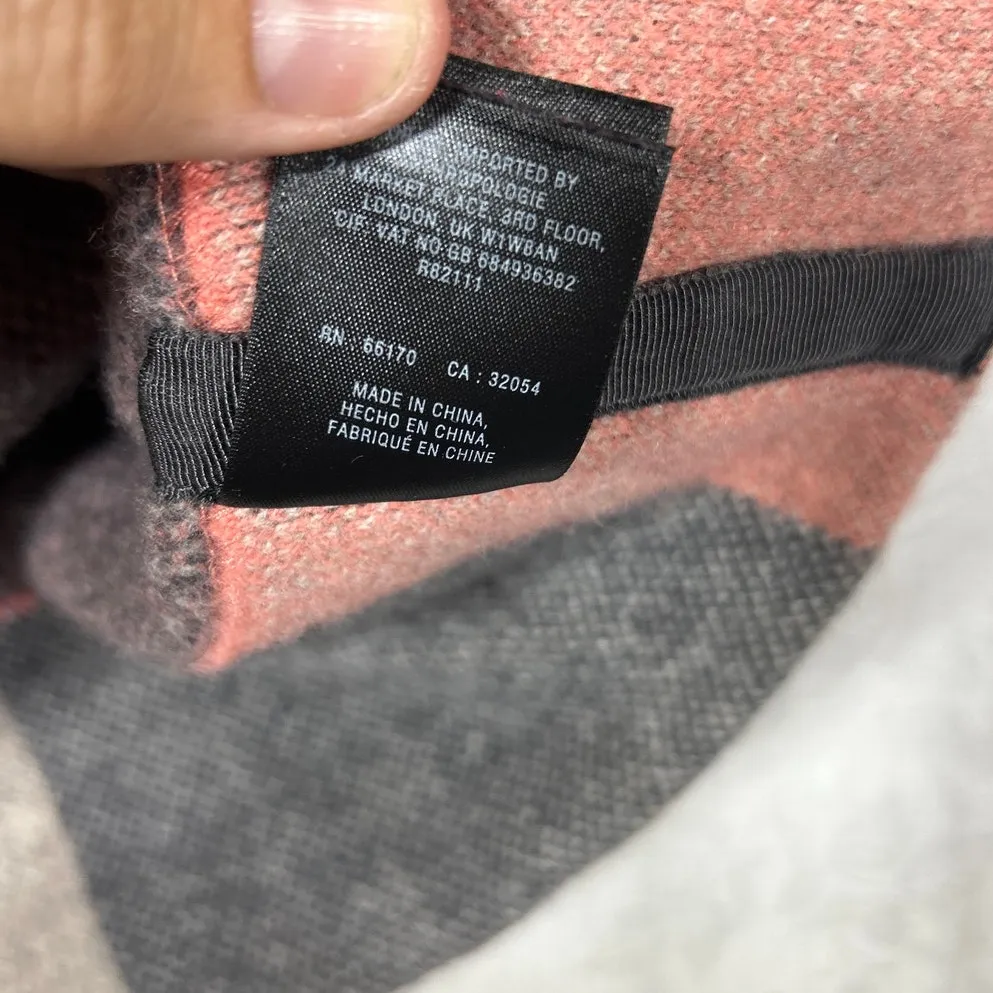 IMPORTED BY
MARKET PLACE, 3RD FLOOR,
LONDON, UK W1W8AN
CIF. VAT NO.GB 684936382
R82111
RN 66170 CA : 32054
MADE IN CHINA,
HECHO EN CHINA,
FABRIQUÉ EN CHINE